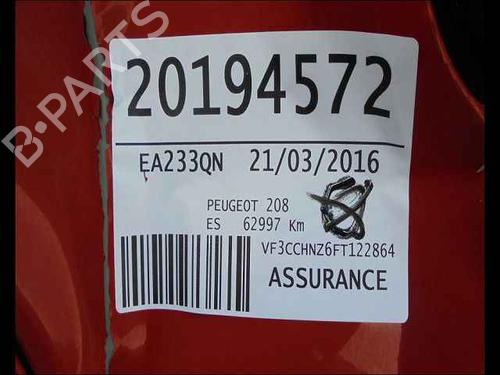 B-PARTS
20194572
EA233QN 21/03/2016
PEUGEOT 208
ES 62997 Km
VF3CCHNZ6FT122864
ASSURANCE